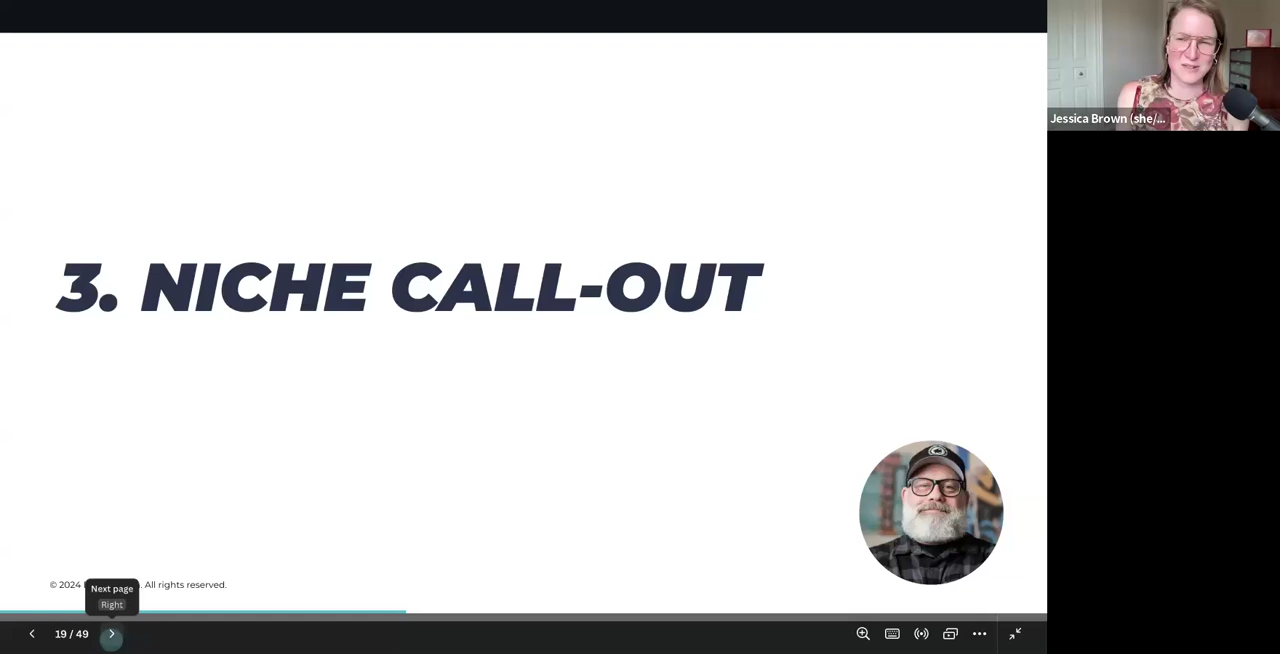 3. NICHE CALL-OUT
Jessica Brown (she/...
© 2024 All rights reserved.
Next page
Right
19 / 49